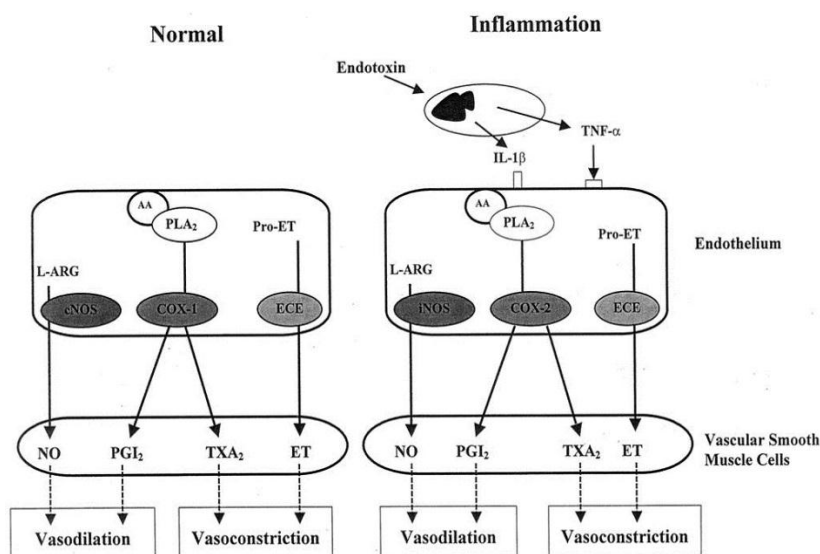 Normal
Inflammation
Endotoxin
TNF-α
IL-1β
AA
PLA₂
Pro-ET
L-ARG
cNOS
COX-1
ECE
AA
PLA₂
Pro-ET
L-ARG
iNOS
COX-2
ECE
Endothelium
NO
PGI₂
TXA₂
ET
NO
PGI₂
TXA₂
ET
Vascular Smooth
Muscle Cells
Vasodilation
Vasoconstriction
Vasodilation
Vasoconstriction